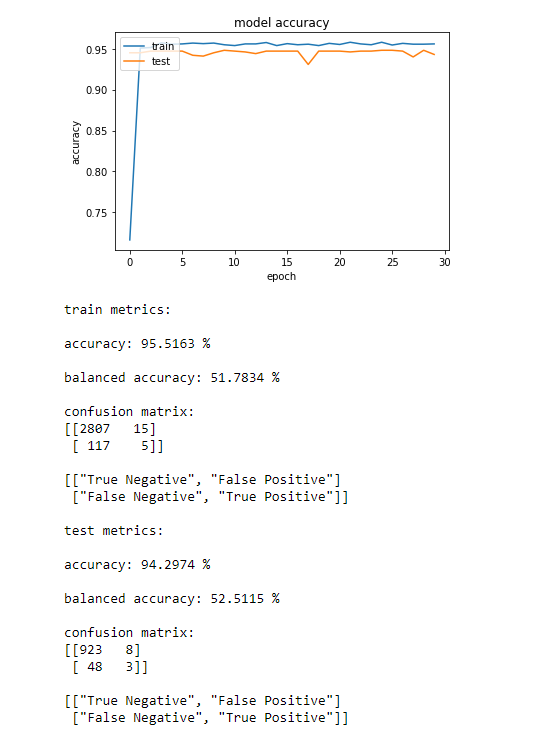 model accuracy
train
test
0.95
0.90
0.85
0.80
0.75
accuracy
0 5 10 15 20 25 30
epoch
train metrics:
accuracy: 95.5163 %
balanced accuracy: 51.7834 %
confusion matrix:
[[2807   15]
 [ 117    5]]
[["True Negative", "False Positive"]
 ["False Negative", "True Positive"]]
test metrics:
accuracy: 94.2974 %
balanced accuracy: 52.5115 %
confusion matrix:
[[923   8]
 [ 48   3]]
[["True Negative", "False Positive"]
 ["False Negative", "True Positive"]]